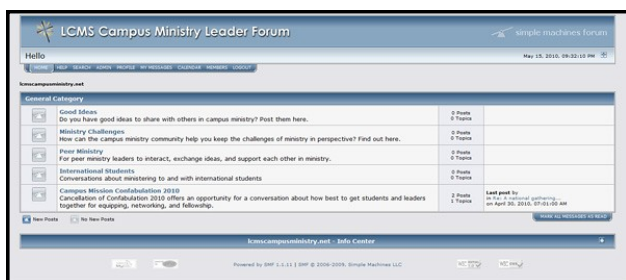 LCMS Campus Ministry Leader Forum
simple machines forum
Hello
May 15, 2010, 09:32:10 PM
HOME HELP SEARCH ADMIN PROFILE MY MESSAGES CALENDAR MEMBERS LOGOUT
lcmscampusministry.net
General Category
Good Ideas
Do you have good ideas to share with others in campus ministry? Post them here.
0 Posts
0 Topics
Ministry Challenges
How can the campus ministry community help you keep the challenges of ministry in perspective? Find out here.
0 Posts
0 Topics
Peer Ministry
For peer ministry leaders to interact, exchange ideas, and support each other in ministry.
0 Posts
0 Topics
International Students
Conversations about ministering to and with international students
0 Posts
0 Topics
Campus Mission Confabulation 2010
Cancellation of Confabulation 2010 offers an opportunity for a conversation about how best to get students and leaders
together for equipping, networking, and fellowship.
2 Posts
1 Topics
Last post by
in Re: A national gathering...
on April 30, 2010, 07:01:00 AM
New Posts
No New Posts
MARK ALL MESSAGES AS READ
lcmscampusministry.net - Info Center
Powered by SMF 1.1.11 | SMF © 2006-2009, Simple Machines LLC